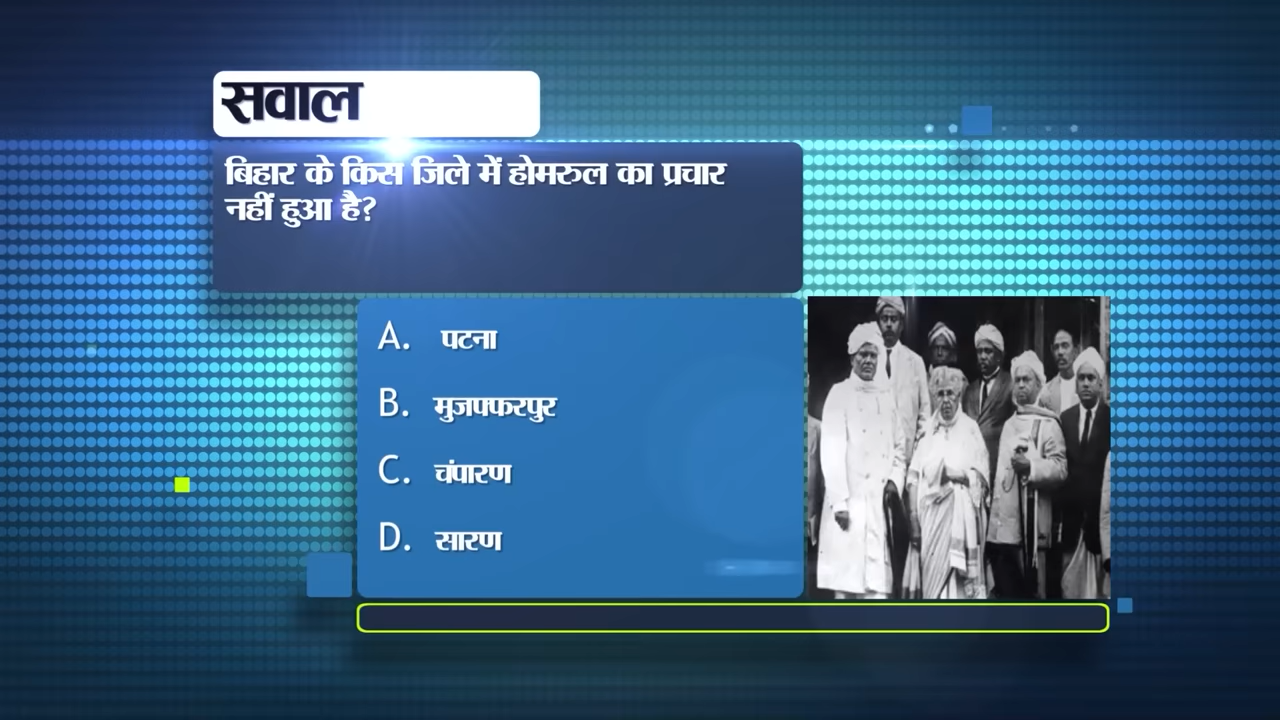 सवाल
बिहार के किस जिले में होमरुल का प्रचार
नहीं हुआ है?
A. पटना
B. मुजफ्फरपुर
C. चंपारण
D. सारण